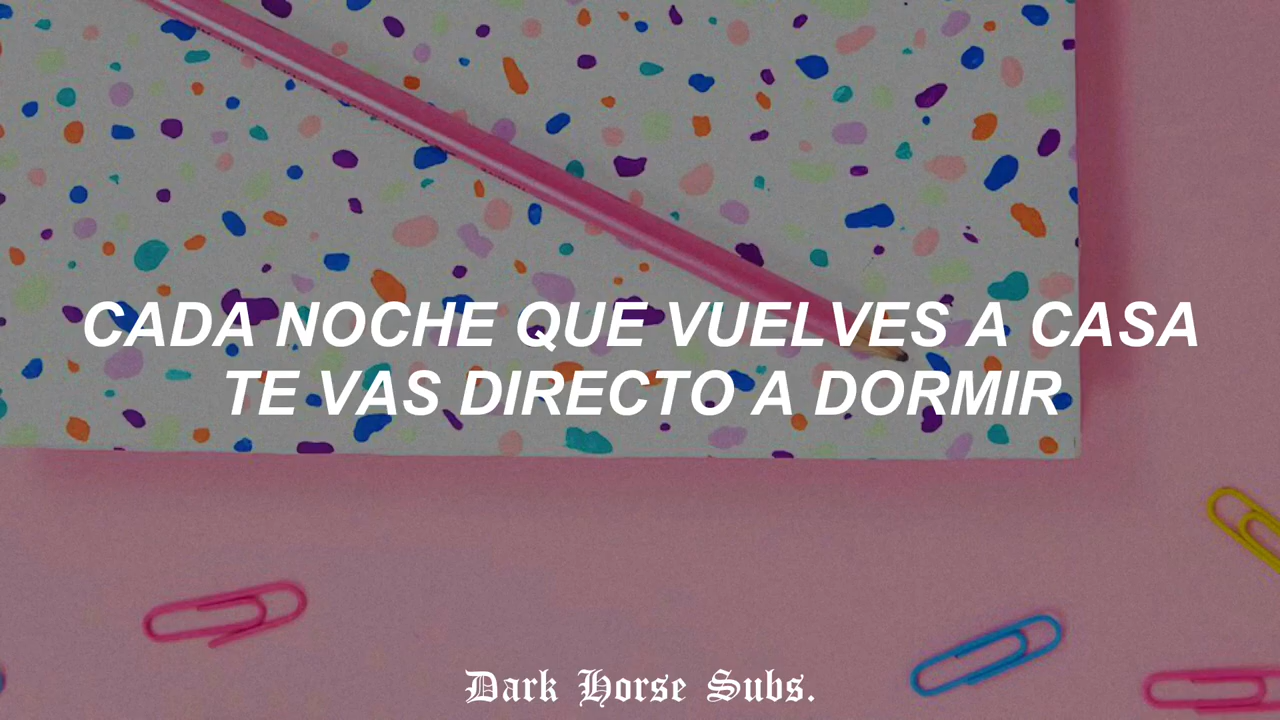 CADA NOCHE QUE VUELVES A CASA
TE VAS DIRECTO A DORMIR
Dark Horse Subs.